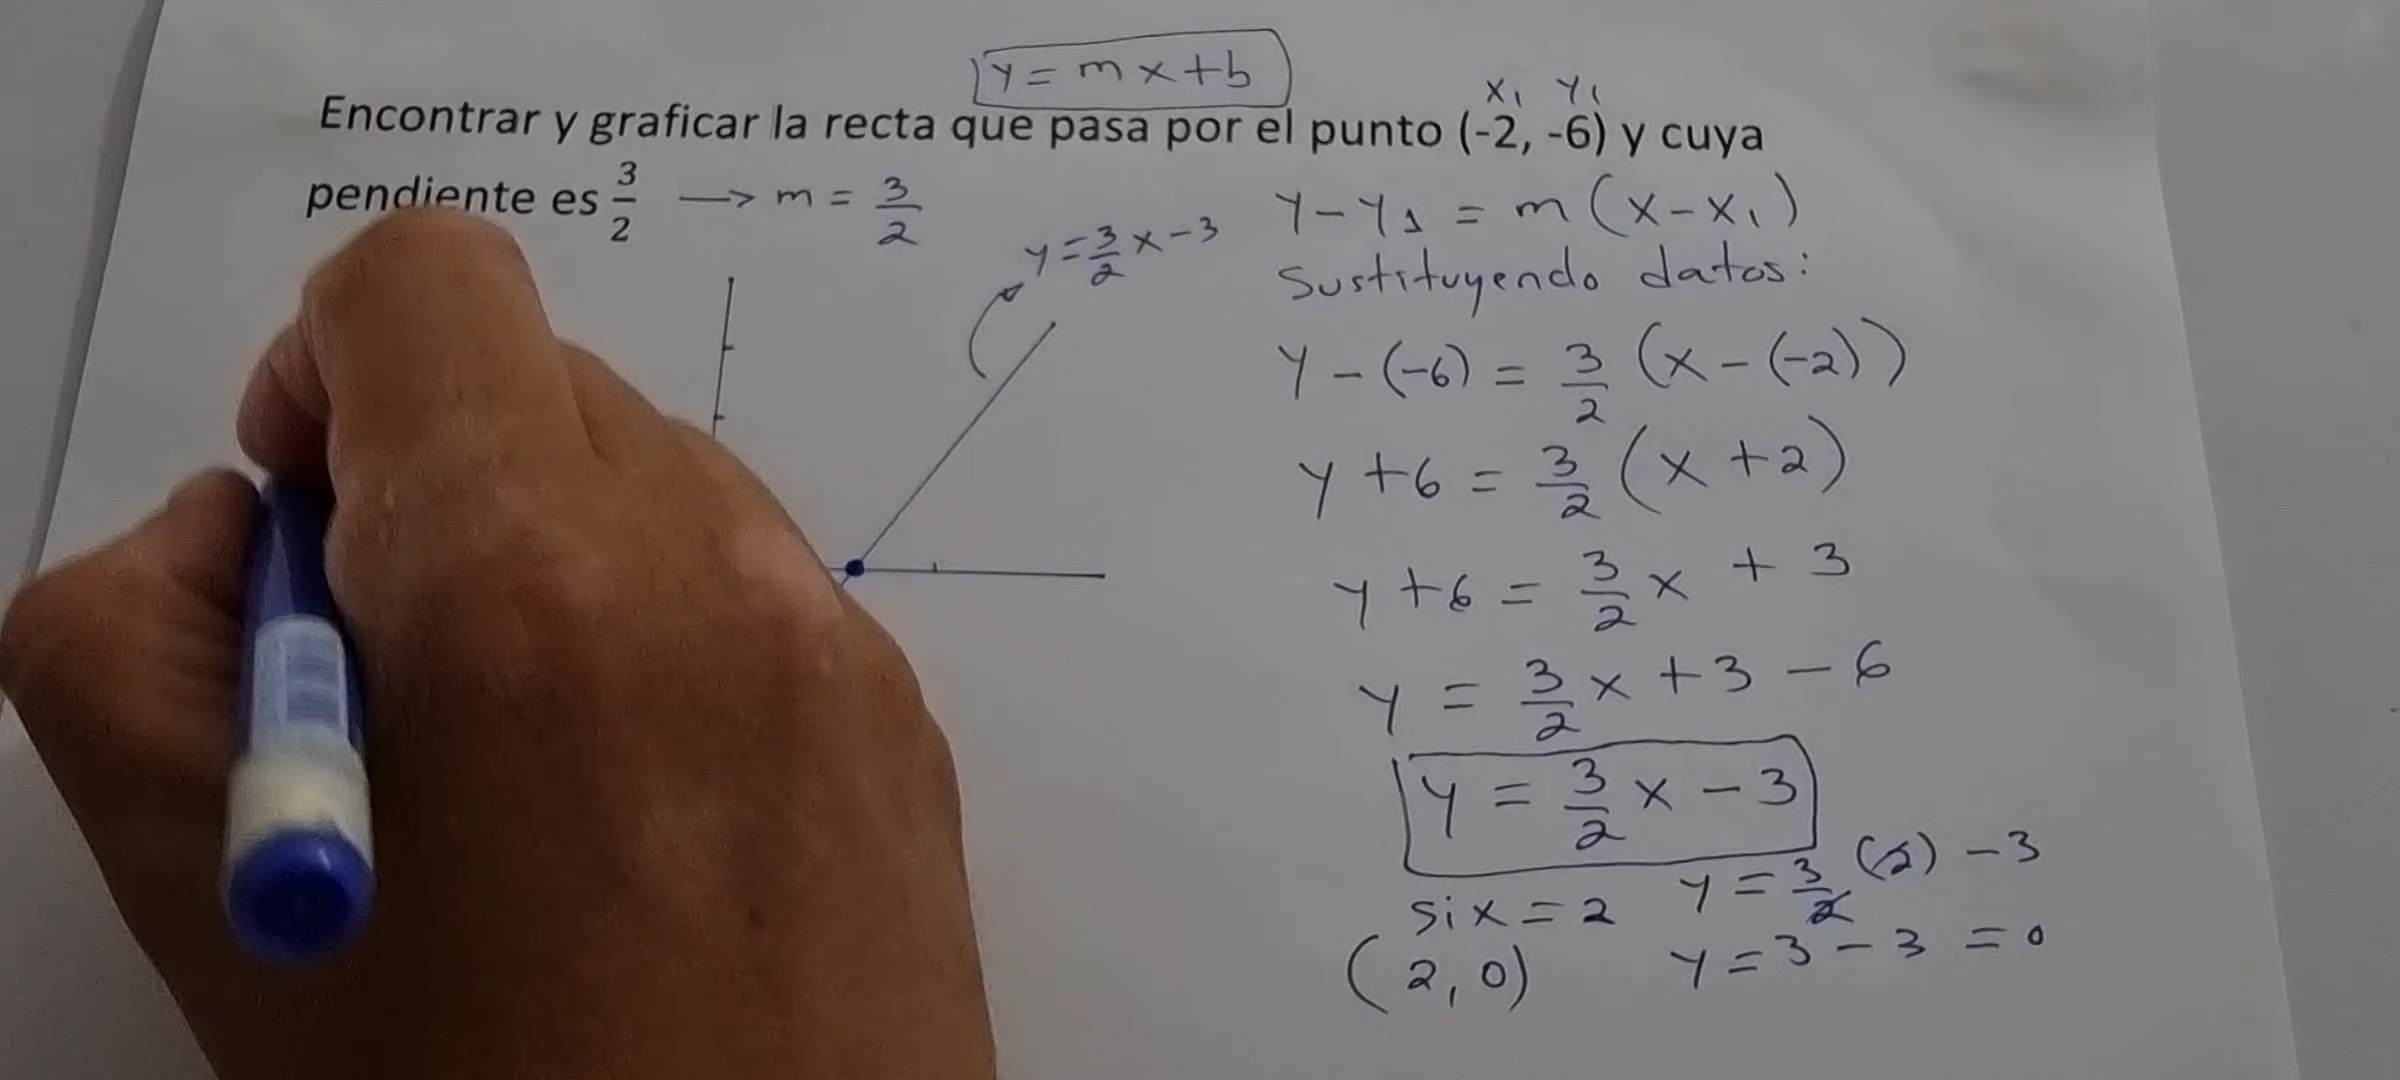 y = mx + b
x₁ y₁
Encontrar y graficar la recta que pasa por el punto (-2, -6) y cuya
pendiente es 3/2 → m = 3/2
y = 3/2 x - 3
y - y₁ = m(x - x₁)
Sustituyendo datos:
y - (-6) = 3/2 (x - (-2))
y + 6 = 3/2 (x + 2)
y + 6 = 3/2 x + 3
y = 3/2 x + 3 - 6
y = 3/2 x - 3
si x = 2 y = 3/2 (2) - 3
(2, 0) y = 3 - 3 = 0